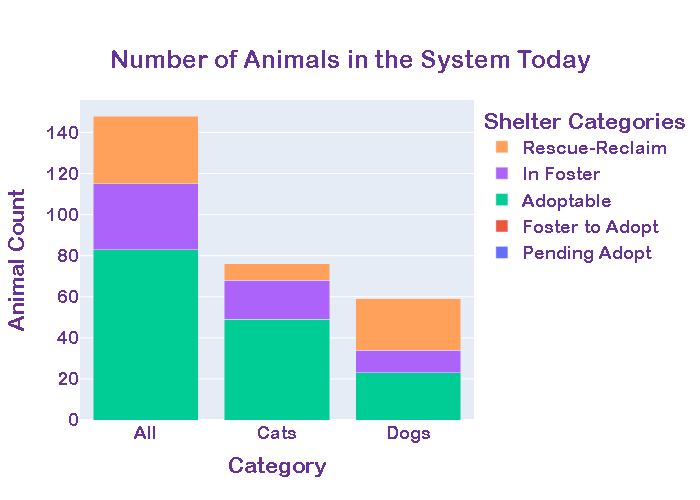 Number of Animals in the System Today
Shelter Categories
Rescue-Reclaim
In Foster
Adoptable
Foster to Adopt
Pending Adopt
Animal Count
140
120
100
80
60
40
20
0
All Cats Dogs
Category